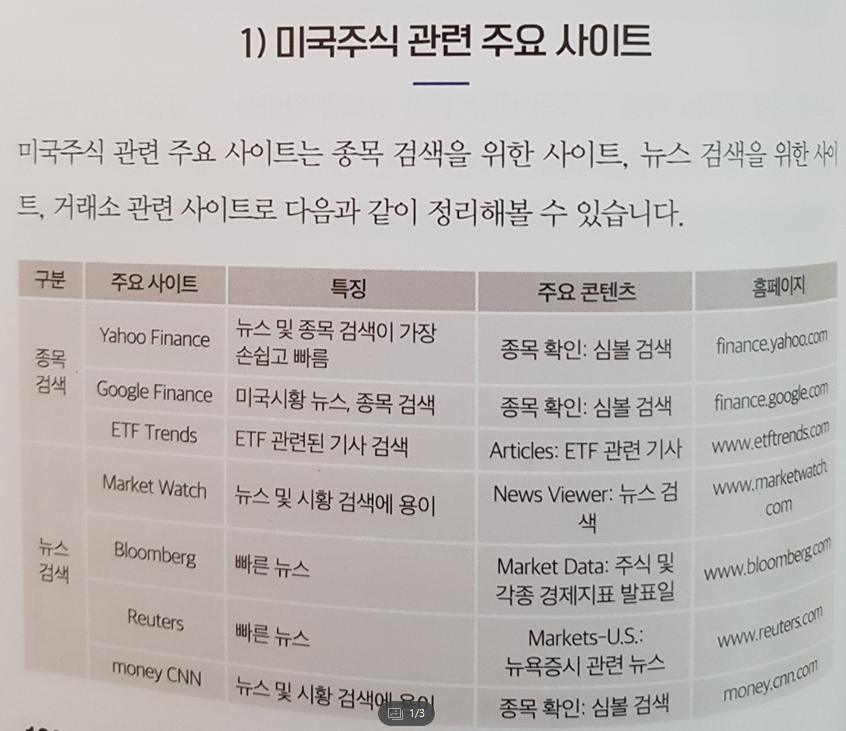 1) 미국주식 관련 주요 사이트
미국주식 관련 주요 사이트는 종목 검색을 위한 사이트, 뉴스 검색을 위한 사이
트, 거래소 관련 사이트로 다음과 같이 정리해볼 수 있습니다.
구분 주요 사이트 특징 주요 콘텐츠 홈페이지
종목
검색
Yahoo Finance 뉴스 및 종목 검색이 가장
손쉽고 빠름 종목 확인: 심볼 검색 finance.yahoo.com
Google Finance 미국시황 뉴스, 종목 검색 종목 확인: 심볼 검색 finance.google.com
ETF Trends ETF 관련된 기사 검색 Articles: ETF 관련 기사 www.etftrends.com
뉴스
검색
Market Watch 뉴스 및 시황 검색에 용이 News Viewer: 뉴스 검
색 www.marketwatch.
com
Bloomberg 빠른 뉴스 Market Data: 주식 및
각종 경제지표 발표일 www.bloomberg.com
Reuters 빠른 뉴스 Markets-U.S.:
뉴욕증시 관련 뉴스 www.reuters.com
money CNN 뉴스 및 시황 검색에 용이 종목 확인: 심볼 검색 money.cnn.com
1/3